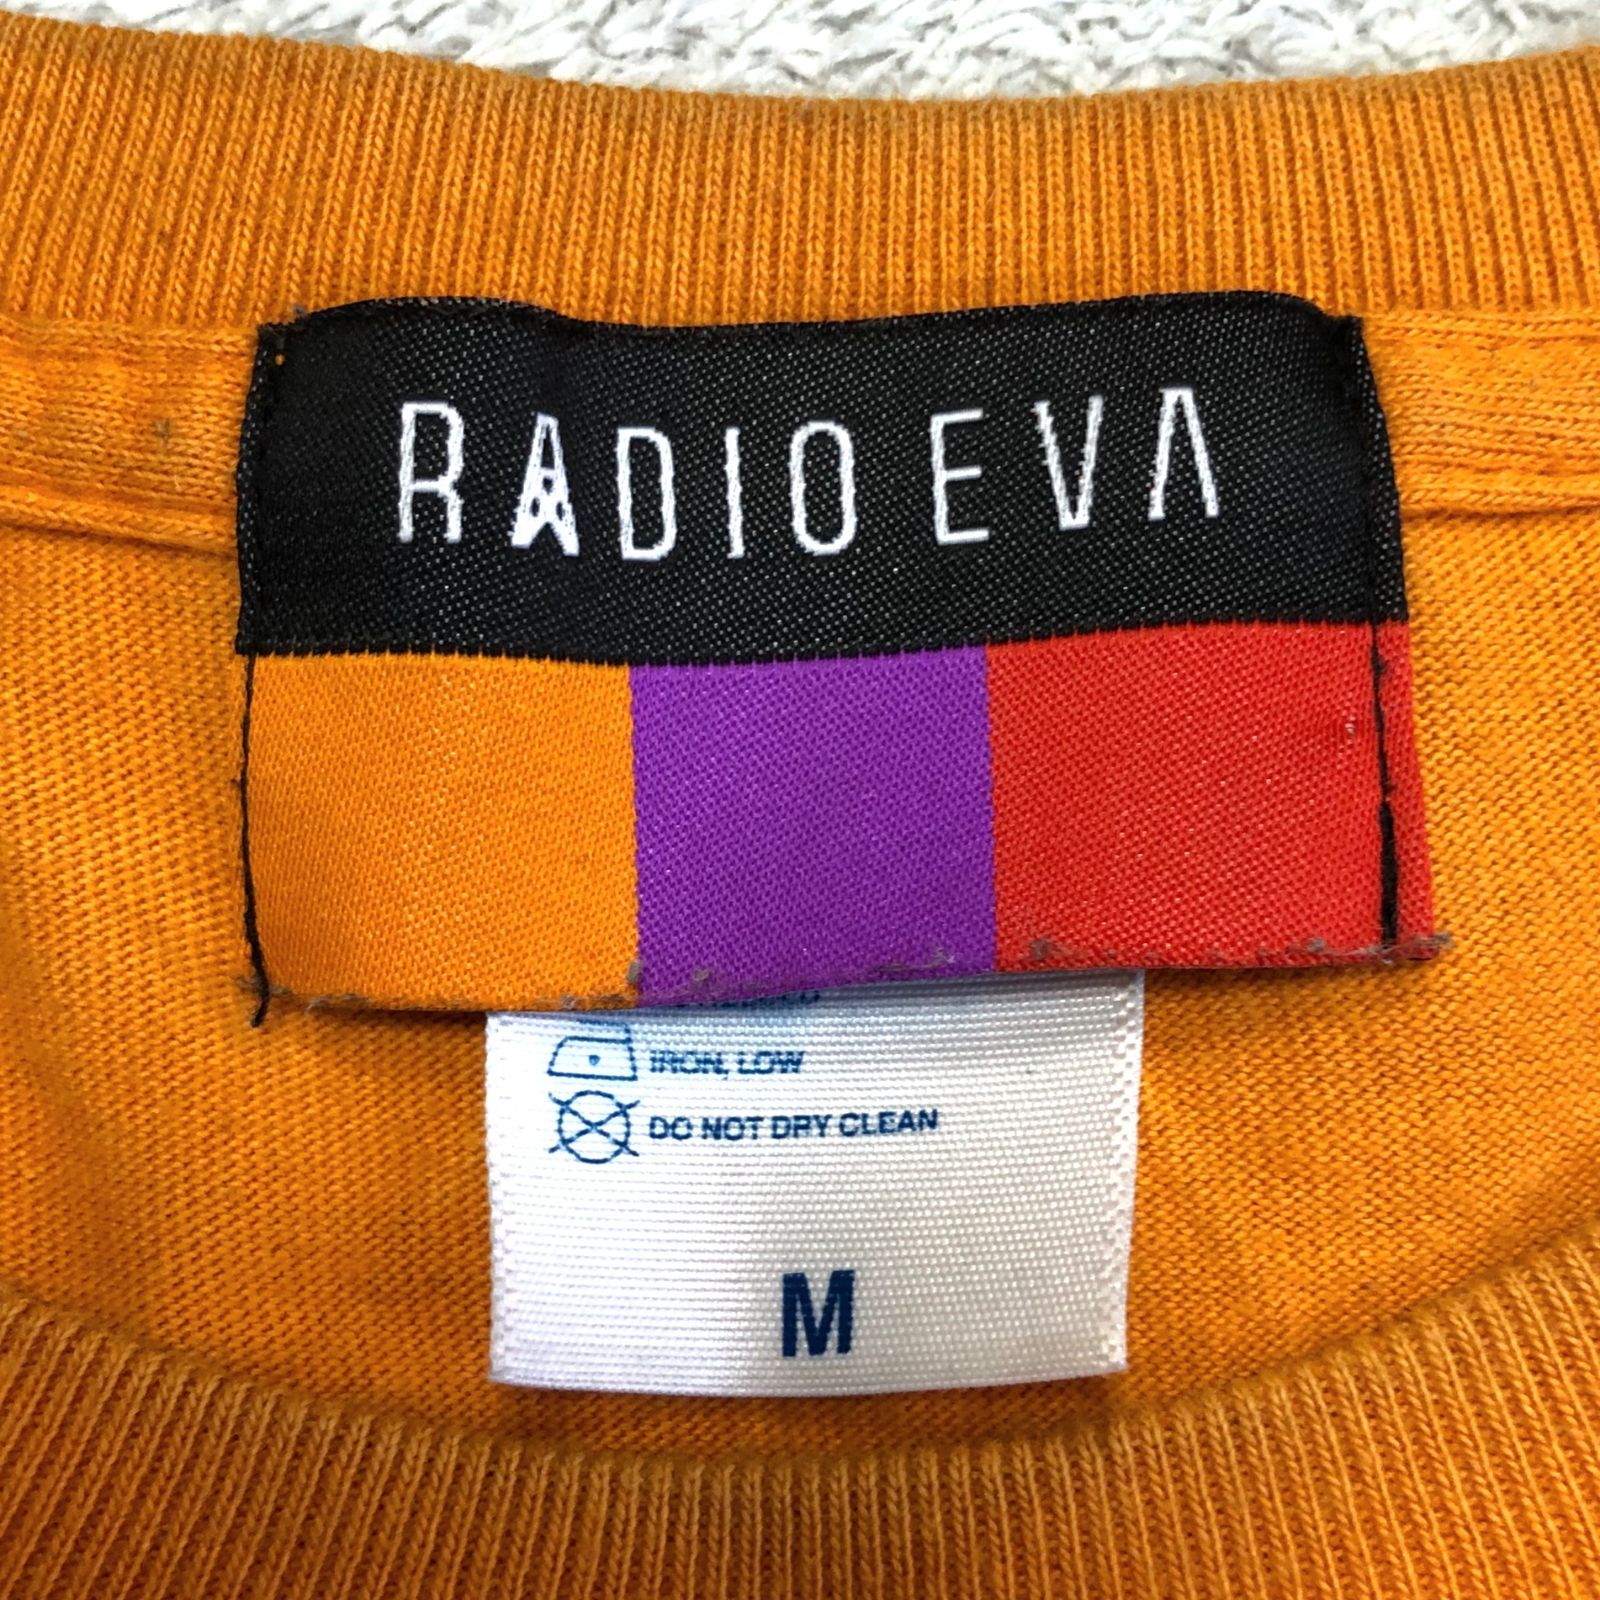 RADIO EVA
IRON, LOW
DO NOT DRY CLEAN
M